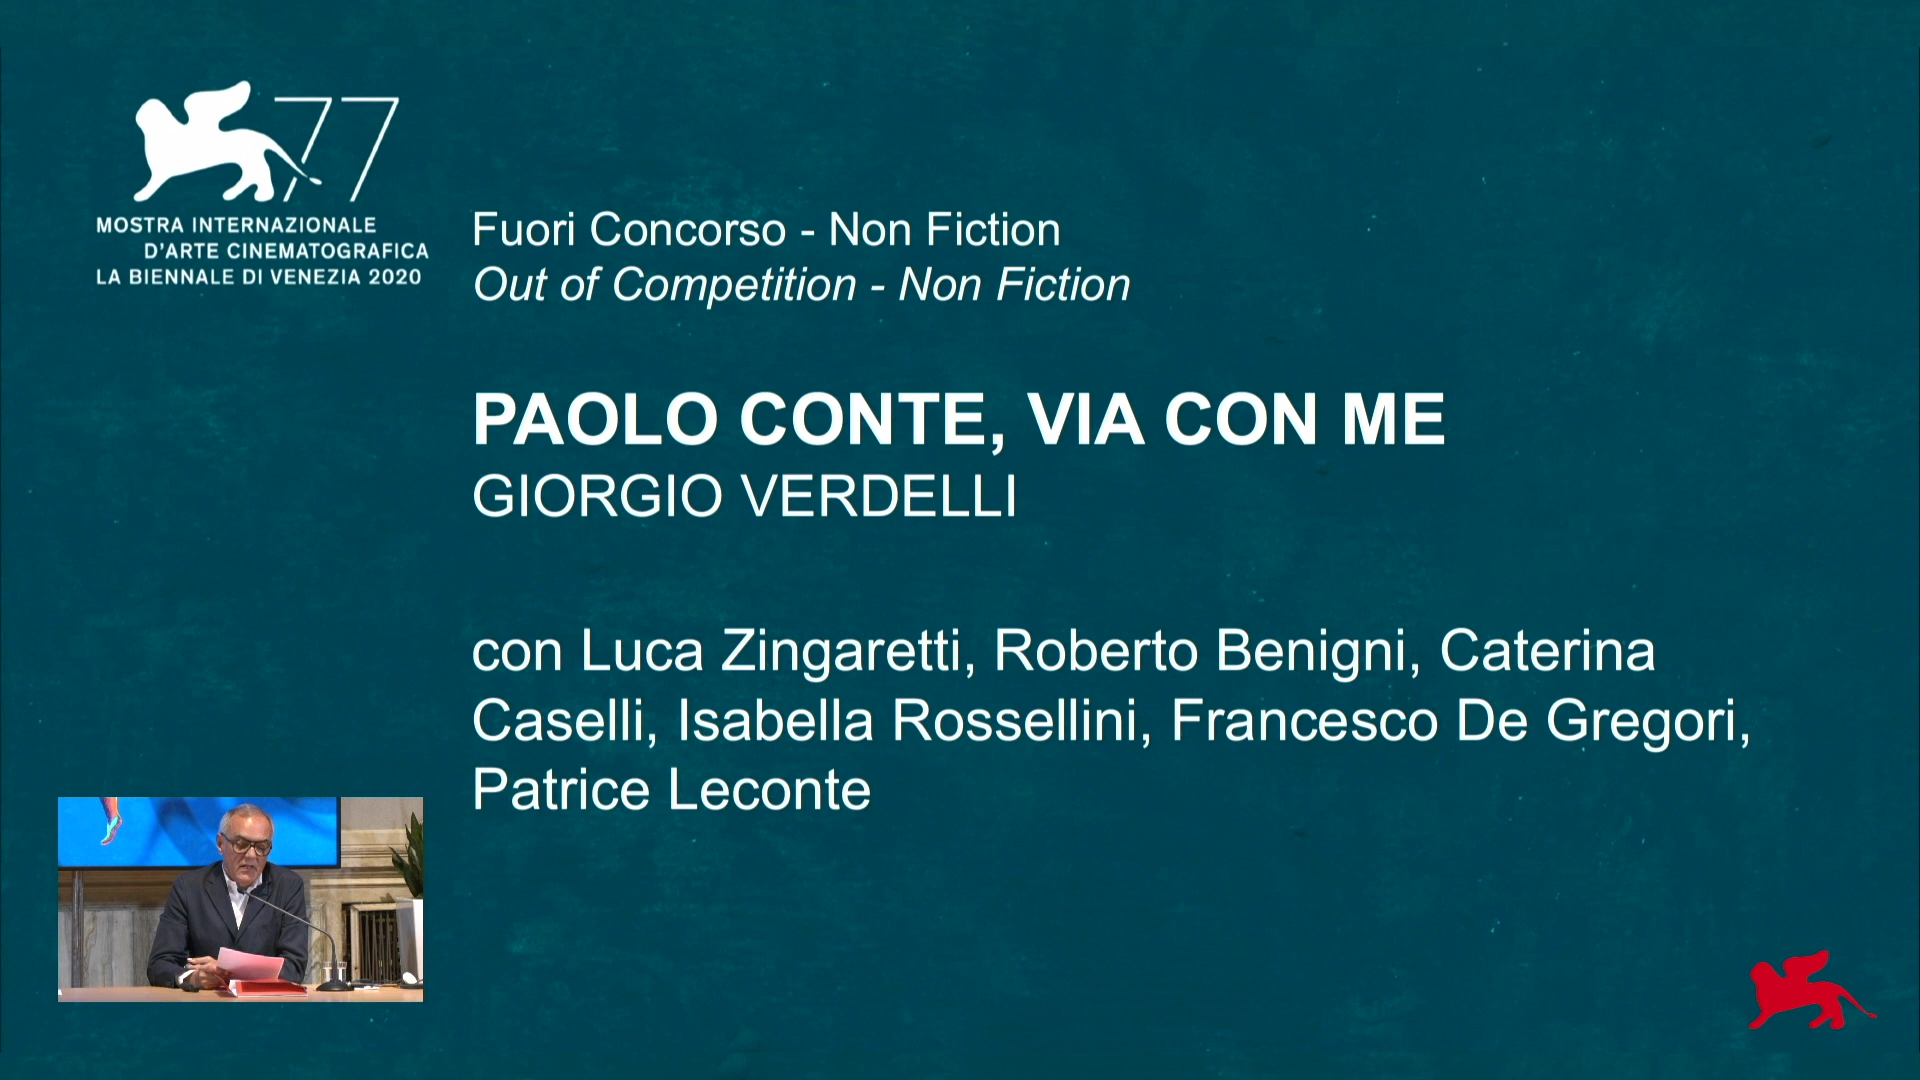 77
MOSTRA INTERNAZIONALE
D'ARTE CINEMATOGRAFICA
LA BIENNALE DI VENEZIA 2020
Fuori Concorso - Non Fiction
Out of Competition - Non Fiction
PAOLO CONTE, VIA CON ME
GIORGIO VERDELLI
con Luca Zingaretti, Roberto Benigni, Caterina
Caselli, Isabella Rossellini, Francesco De Gregori,
Patrice Leconte